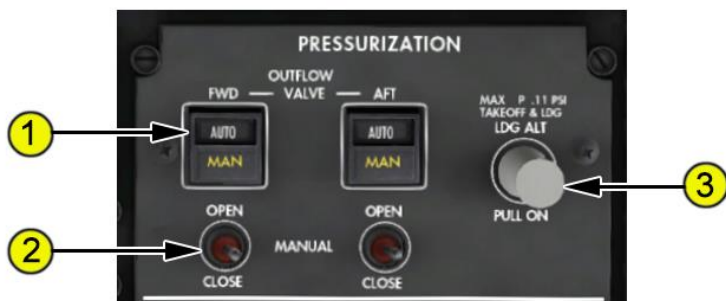 PRESSURIZATION
OUTFLOW
FWD VALVE AFT
AUTO AUTO
MAN MAN
MAX P .11 PSI
TAKEOFF & LDG
LDG ALT
PULL ON
OPEN OPEN
MANUAL
CLOSE CLOSE
1
2
3